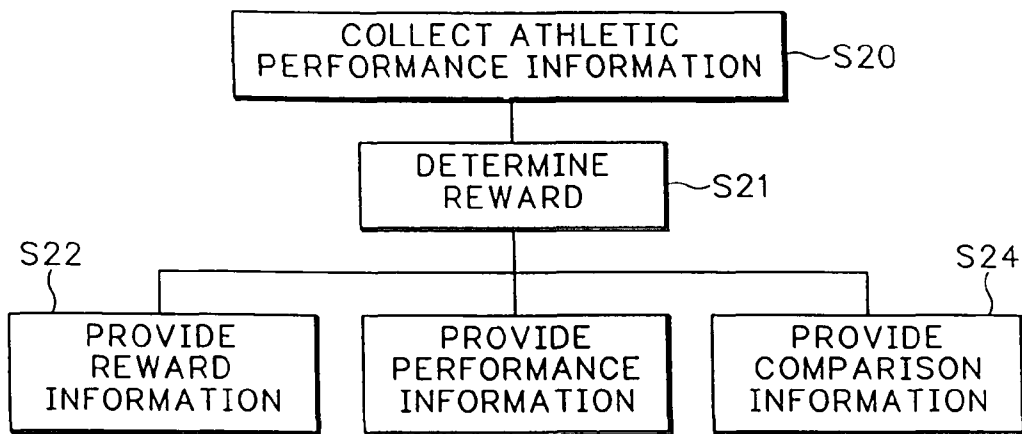 COLLECT ATHLETIC
PERFORMANCE INFORMATION
S20
DETERMINE
REWARD
S21
S22
S24
PROVIDE
REWARD
INFORMATION
PROVIDE
PERFORMANCE
INFORMATION
PROVIDE
COMPARISON
INFORMATION